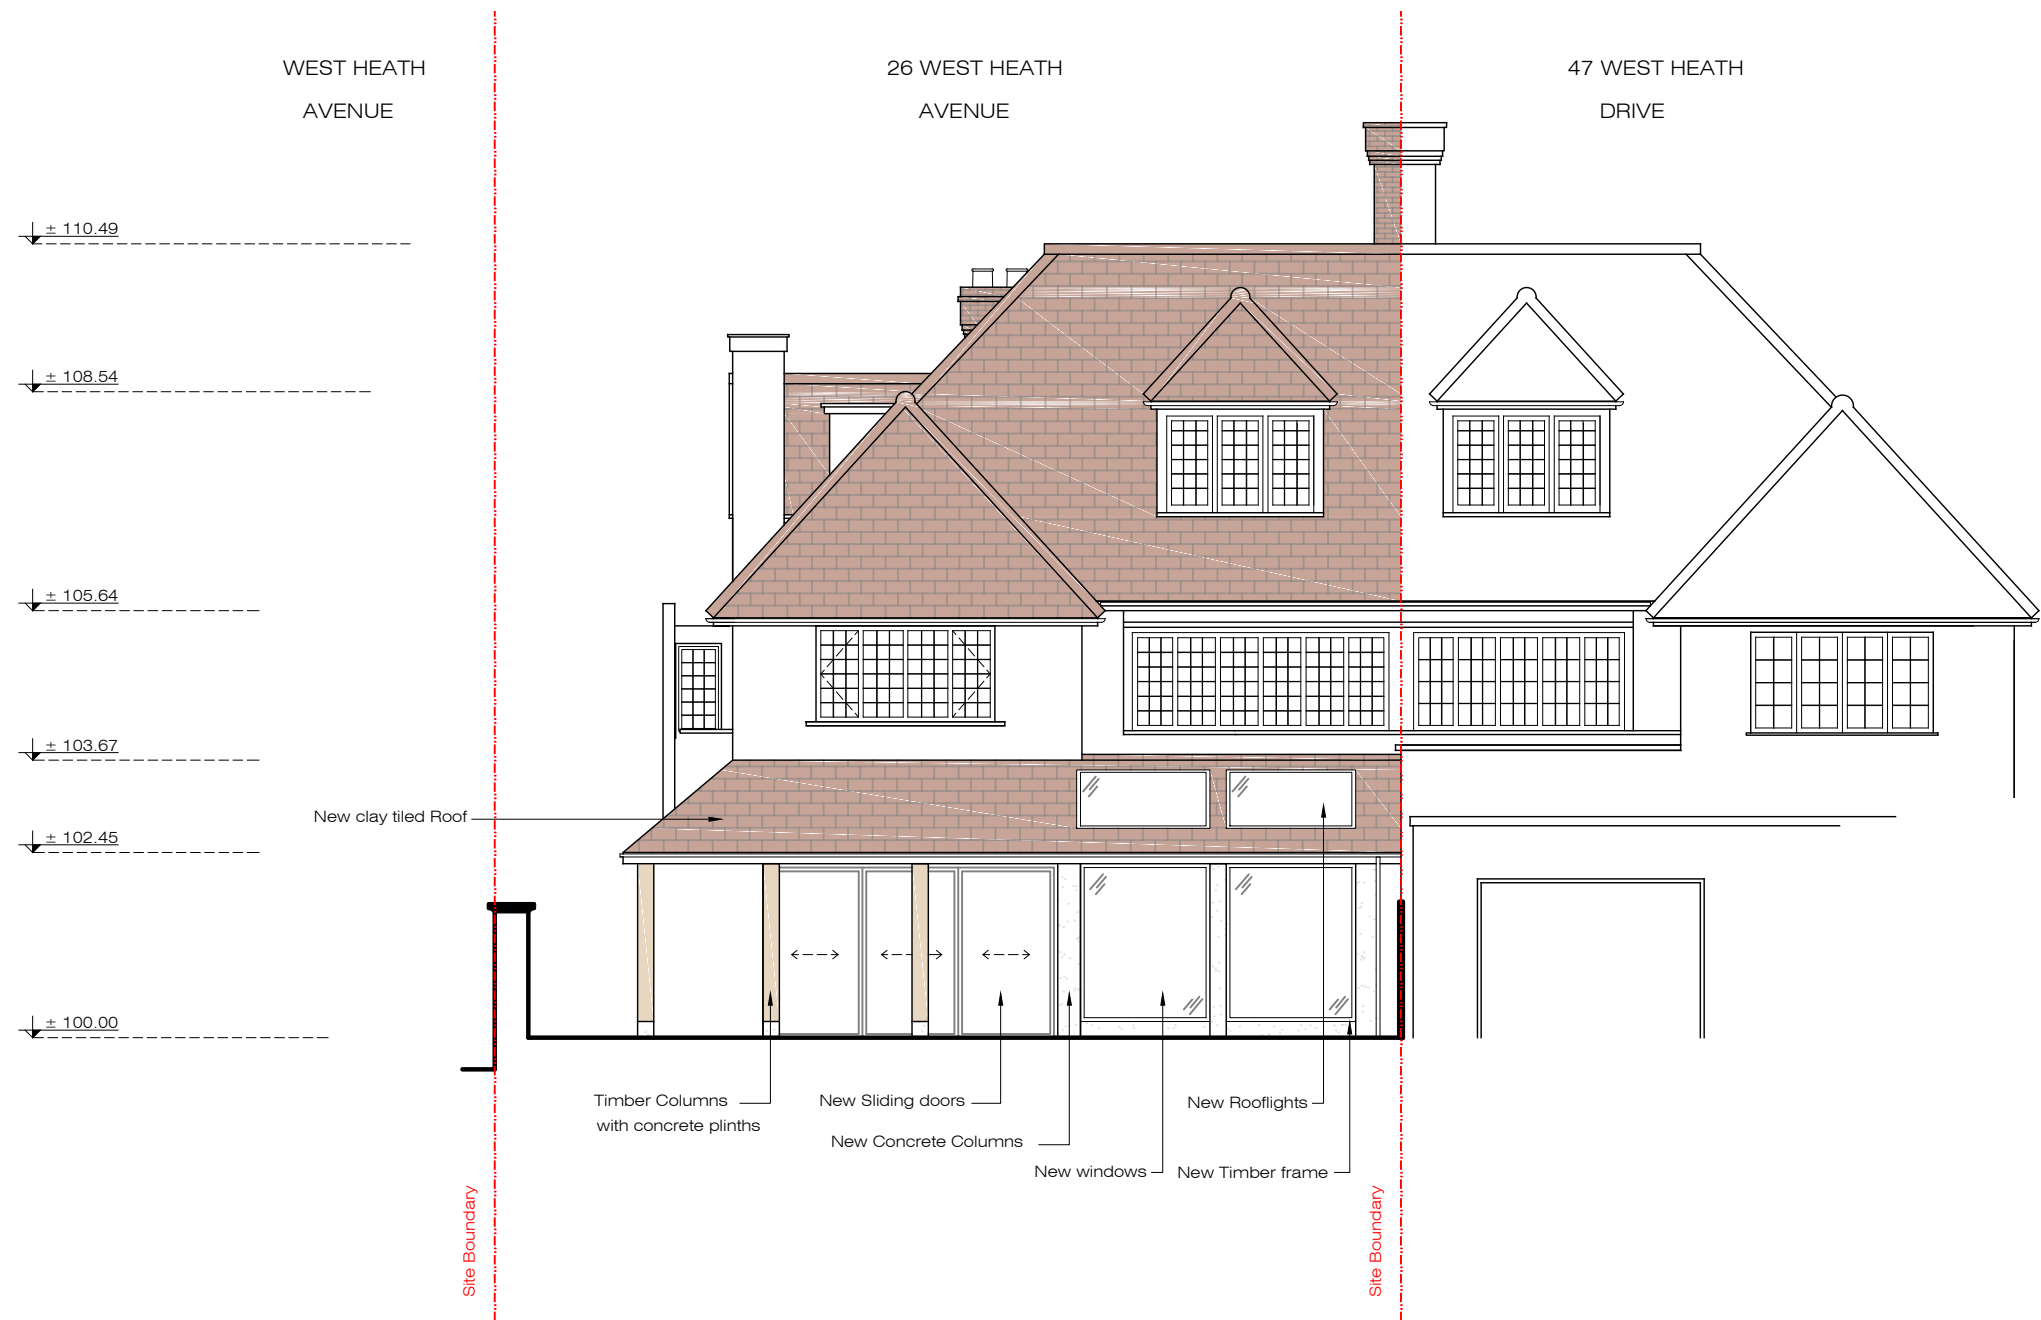 WEST HEATH
AVENUE
26 WEST HEATH
AVENUE
47 WEST HEATH
DRIVE
± 110.49
± 108.54
± 105.64
± 103.67
New clay tiled Roof
± 102.45
± 100.00
Timber Columns
with concrete plinths
New Sliding doors
New Concrete Columns
New windows
New Rooflights
New Timber frame
Site Boundary
Site Boundary